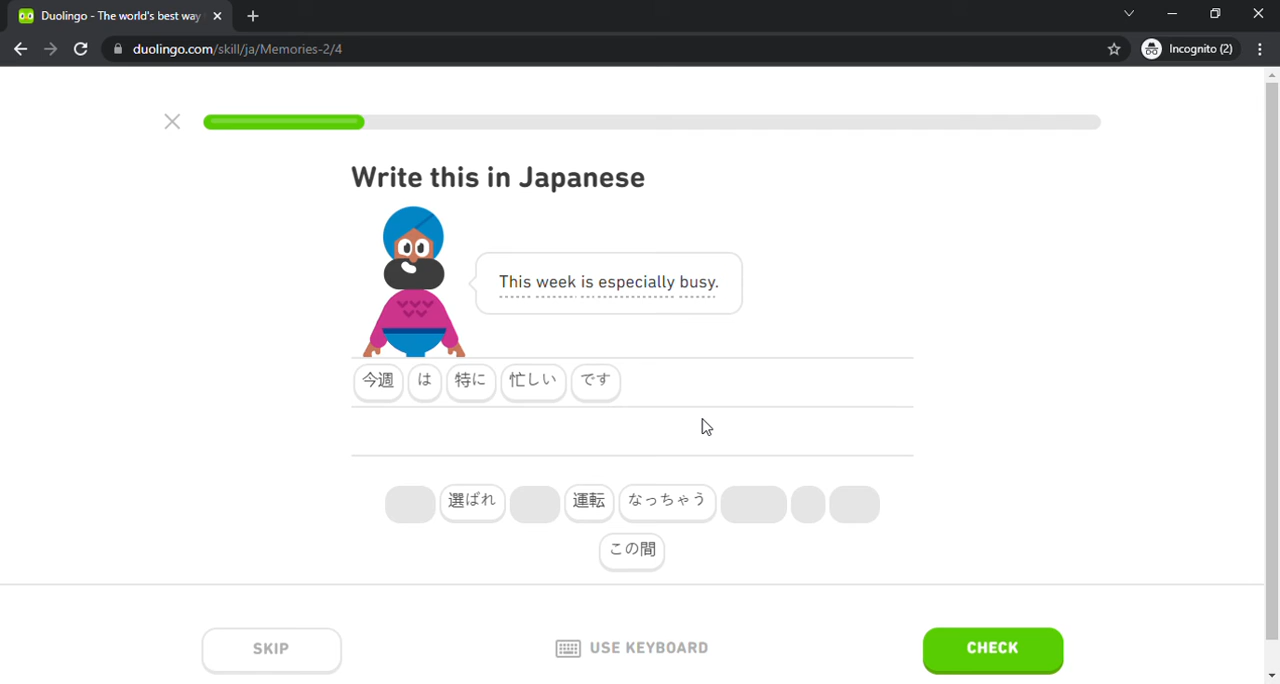 Duolingo - The world's best way
duolingo.com/skill/ja/Memories-2/4
Incognito (2)
Write this in Japanese
This week is especially busy.
今週 は 特に 忙しい です
選ばれ 運転 なっちゃう
この間
SKIP USE KEYBOARD CHECK